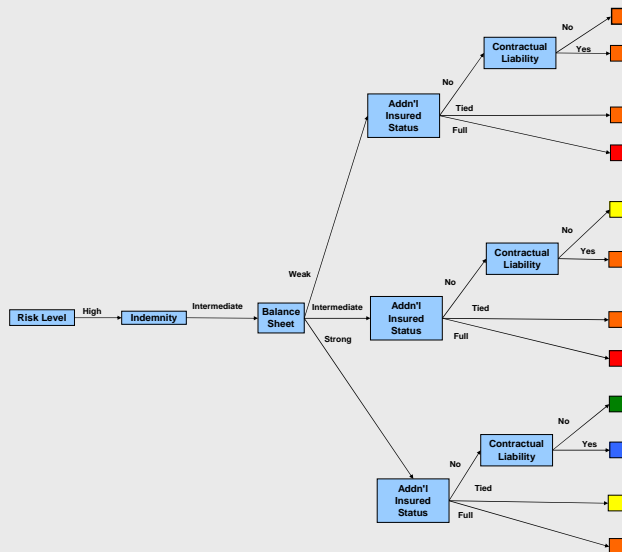 No
Contractual
Liability
Yes
No
Addn'l
Insured
Status
Tied
Full
No
Contractual
Liability
Yes
Weak
No
Risk Level
High
Indemnity
Intermediate
Balance
Sheet
Intermediate
Addn'l
Insured
Status
Tied
Full
Strong
No
Contractual
Liability
Yes
No
Addn'l
Insured
Status
Tied
Full